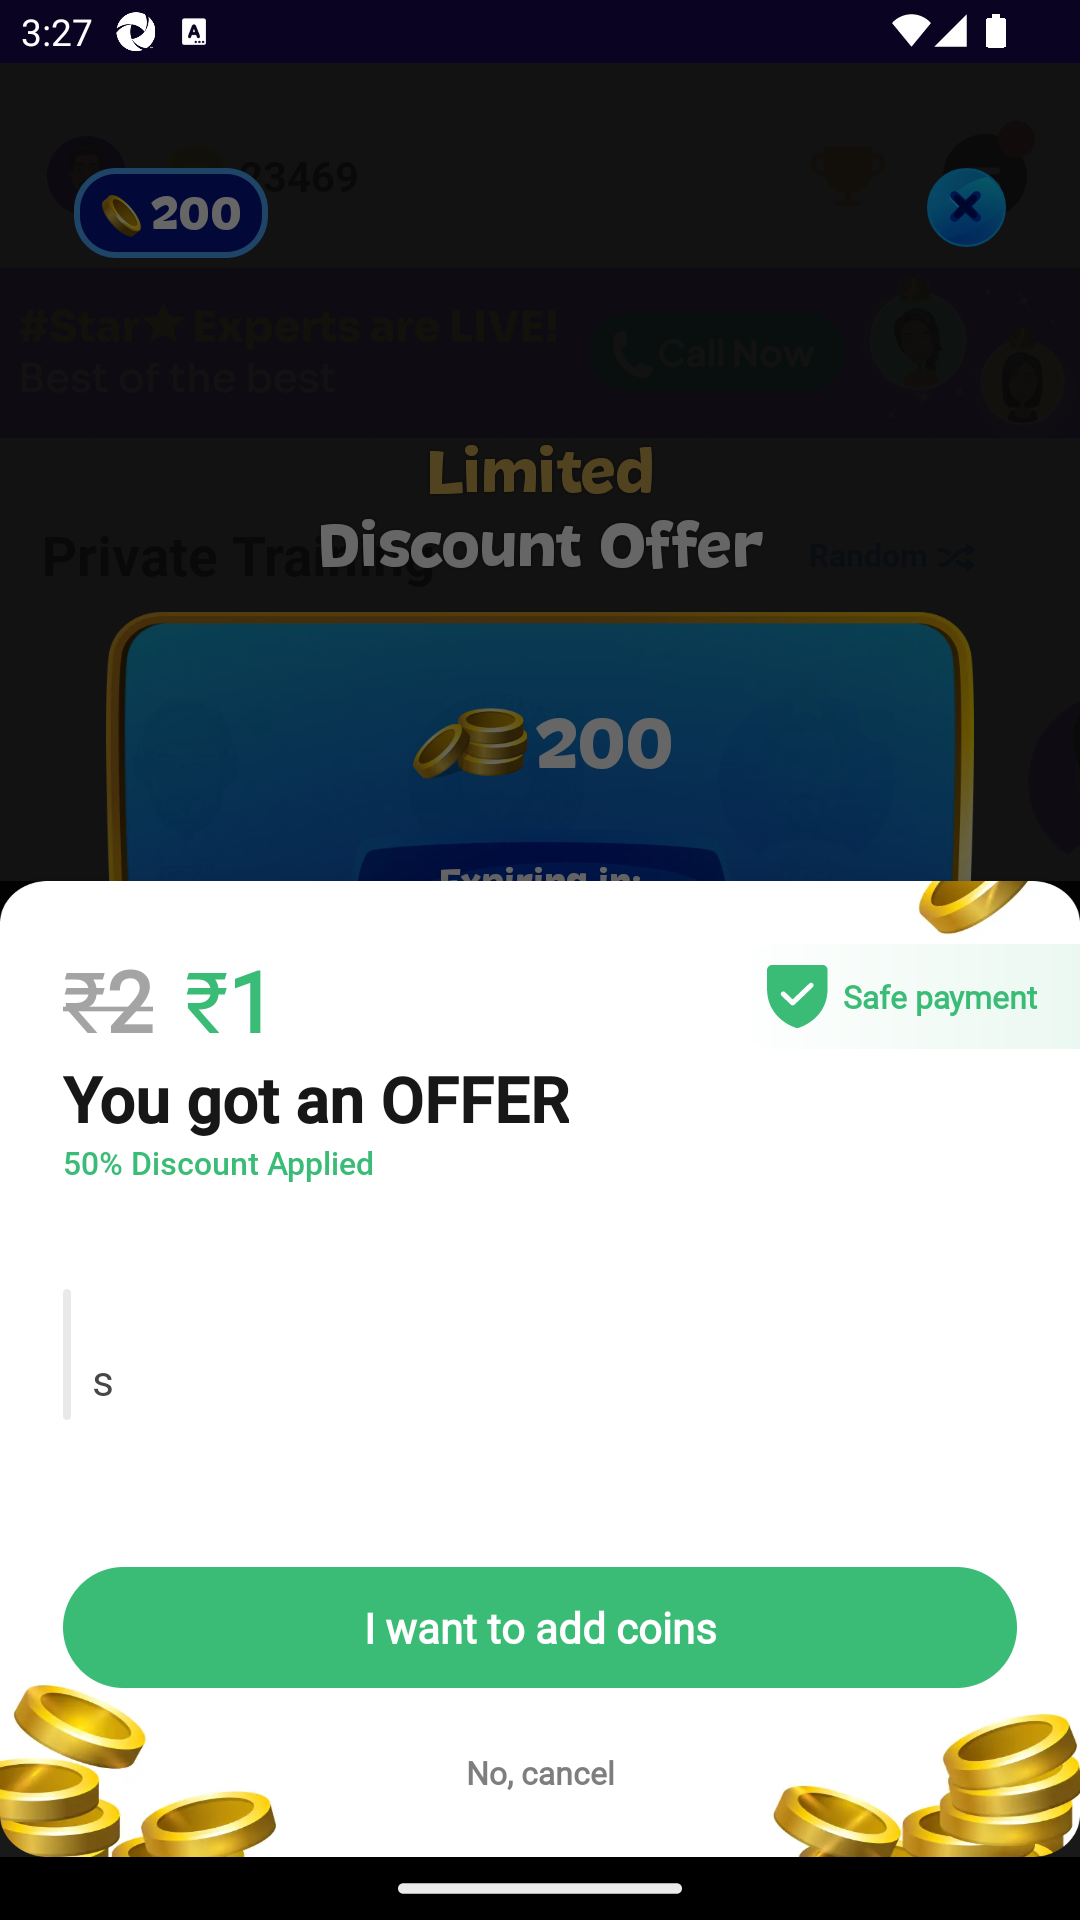 3:27
23469
200
#Star★ Experts are LIVE!
Best of the best
Call Now
Limited
Discount Offer
Private Training
Random
200
Expiring in:
₹2 ₹1
Safe payment
You got an OFFER
50% Discount Applied
s
I want to add coins
No, cancel